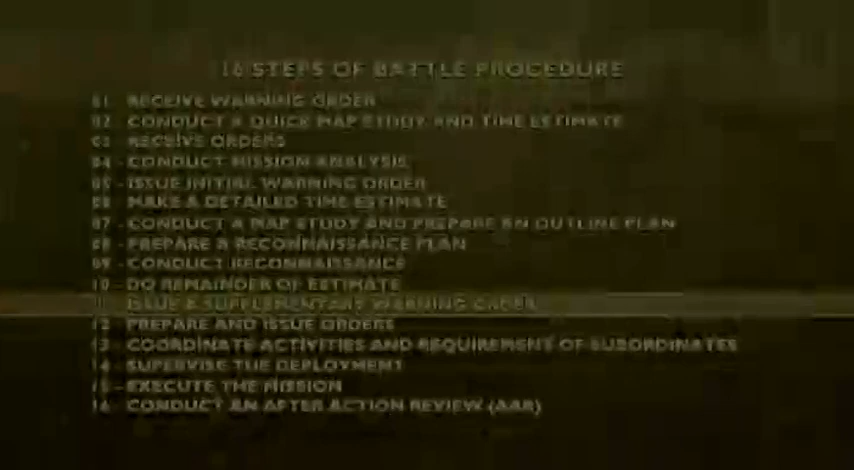 16 STEPS OF BATTLE PROCEDURE
01 - RECEIVE WARNING ORDER
02 - CONDUCT A QUICK MAP STUDY AND TIME ESTIMATE
03 - RECEIVE ORDERS
04 - CONDUCT MISSION ANALYSIS
05 - ISSUE INITIAL WARNING ORDER
06 - MAKE A DETAILED TIME ESTIMATE
07 - CONDUCT A MAP STUDY AND PREPARE AN OUTLINE PLAN
08 - PREPARE A RECONNAISSANCE PLAN
09 - CONDUCT RECONNAISSANCE
10 - DO REMAINDER OF ESTIMATE
11 - ISSUE A SUPPLEMENTARY WARNING ORDER
12 - PREPARE AND ISSUE ORDERS
13 - COORDINATE ACTIVITIES AND REQUIREMENT OF SUBORDINATES
14 - SUPERVISE THE DEPLOYMENT
15 - EXECUTE THE MISSION
16 - CONDUCT AN AFTER ACTION REVIEW (AAR)